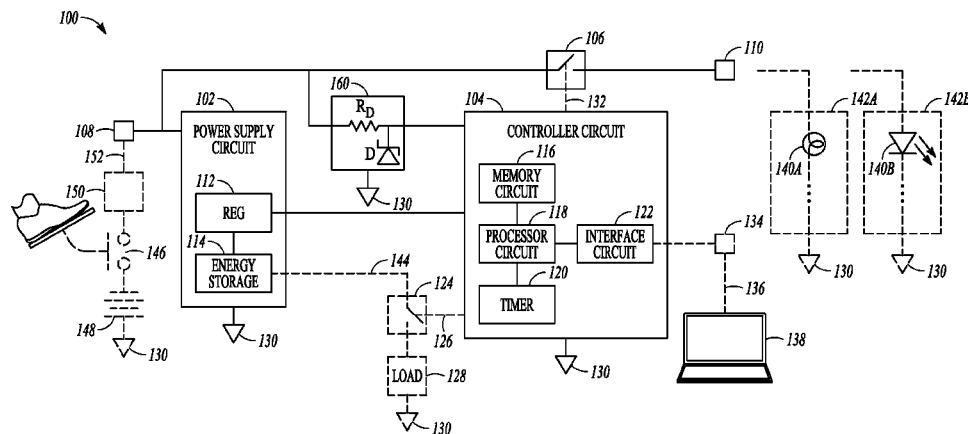 100
106
110
102
160
104
132
142A
142B
108
POWER SUPPLY
CIRCUIT
RD
CONTROLLER CIRCUIT
152
D
116
140A
140B
MEMORY
CIRCUIT
150
112
130
118
122
134
REG
PROCESSOR
CIRCUIT
INTERFACE
CIRCUIT
146
114
144
120
130
130
ENERGY
STORAGE
124
TIMER
136
148
126
130
130
138
LOAD
128
130
130